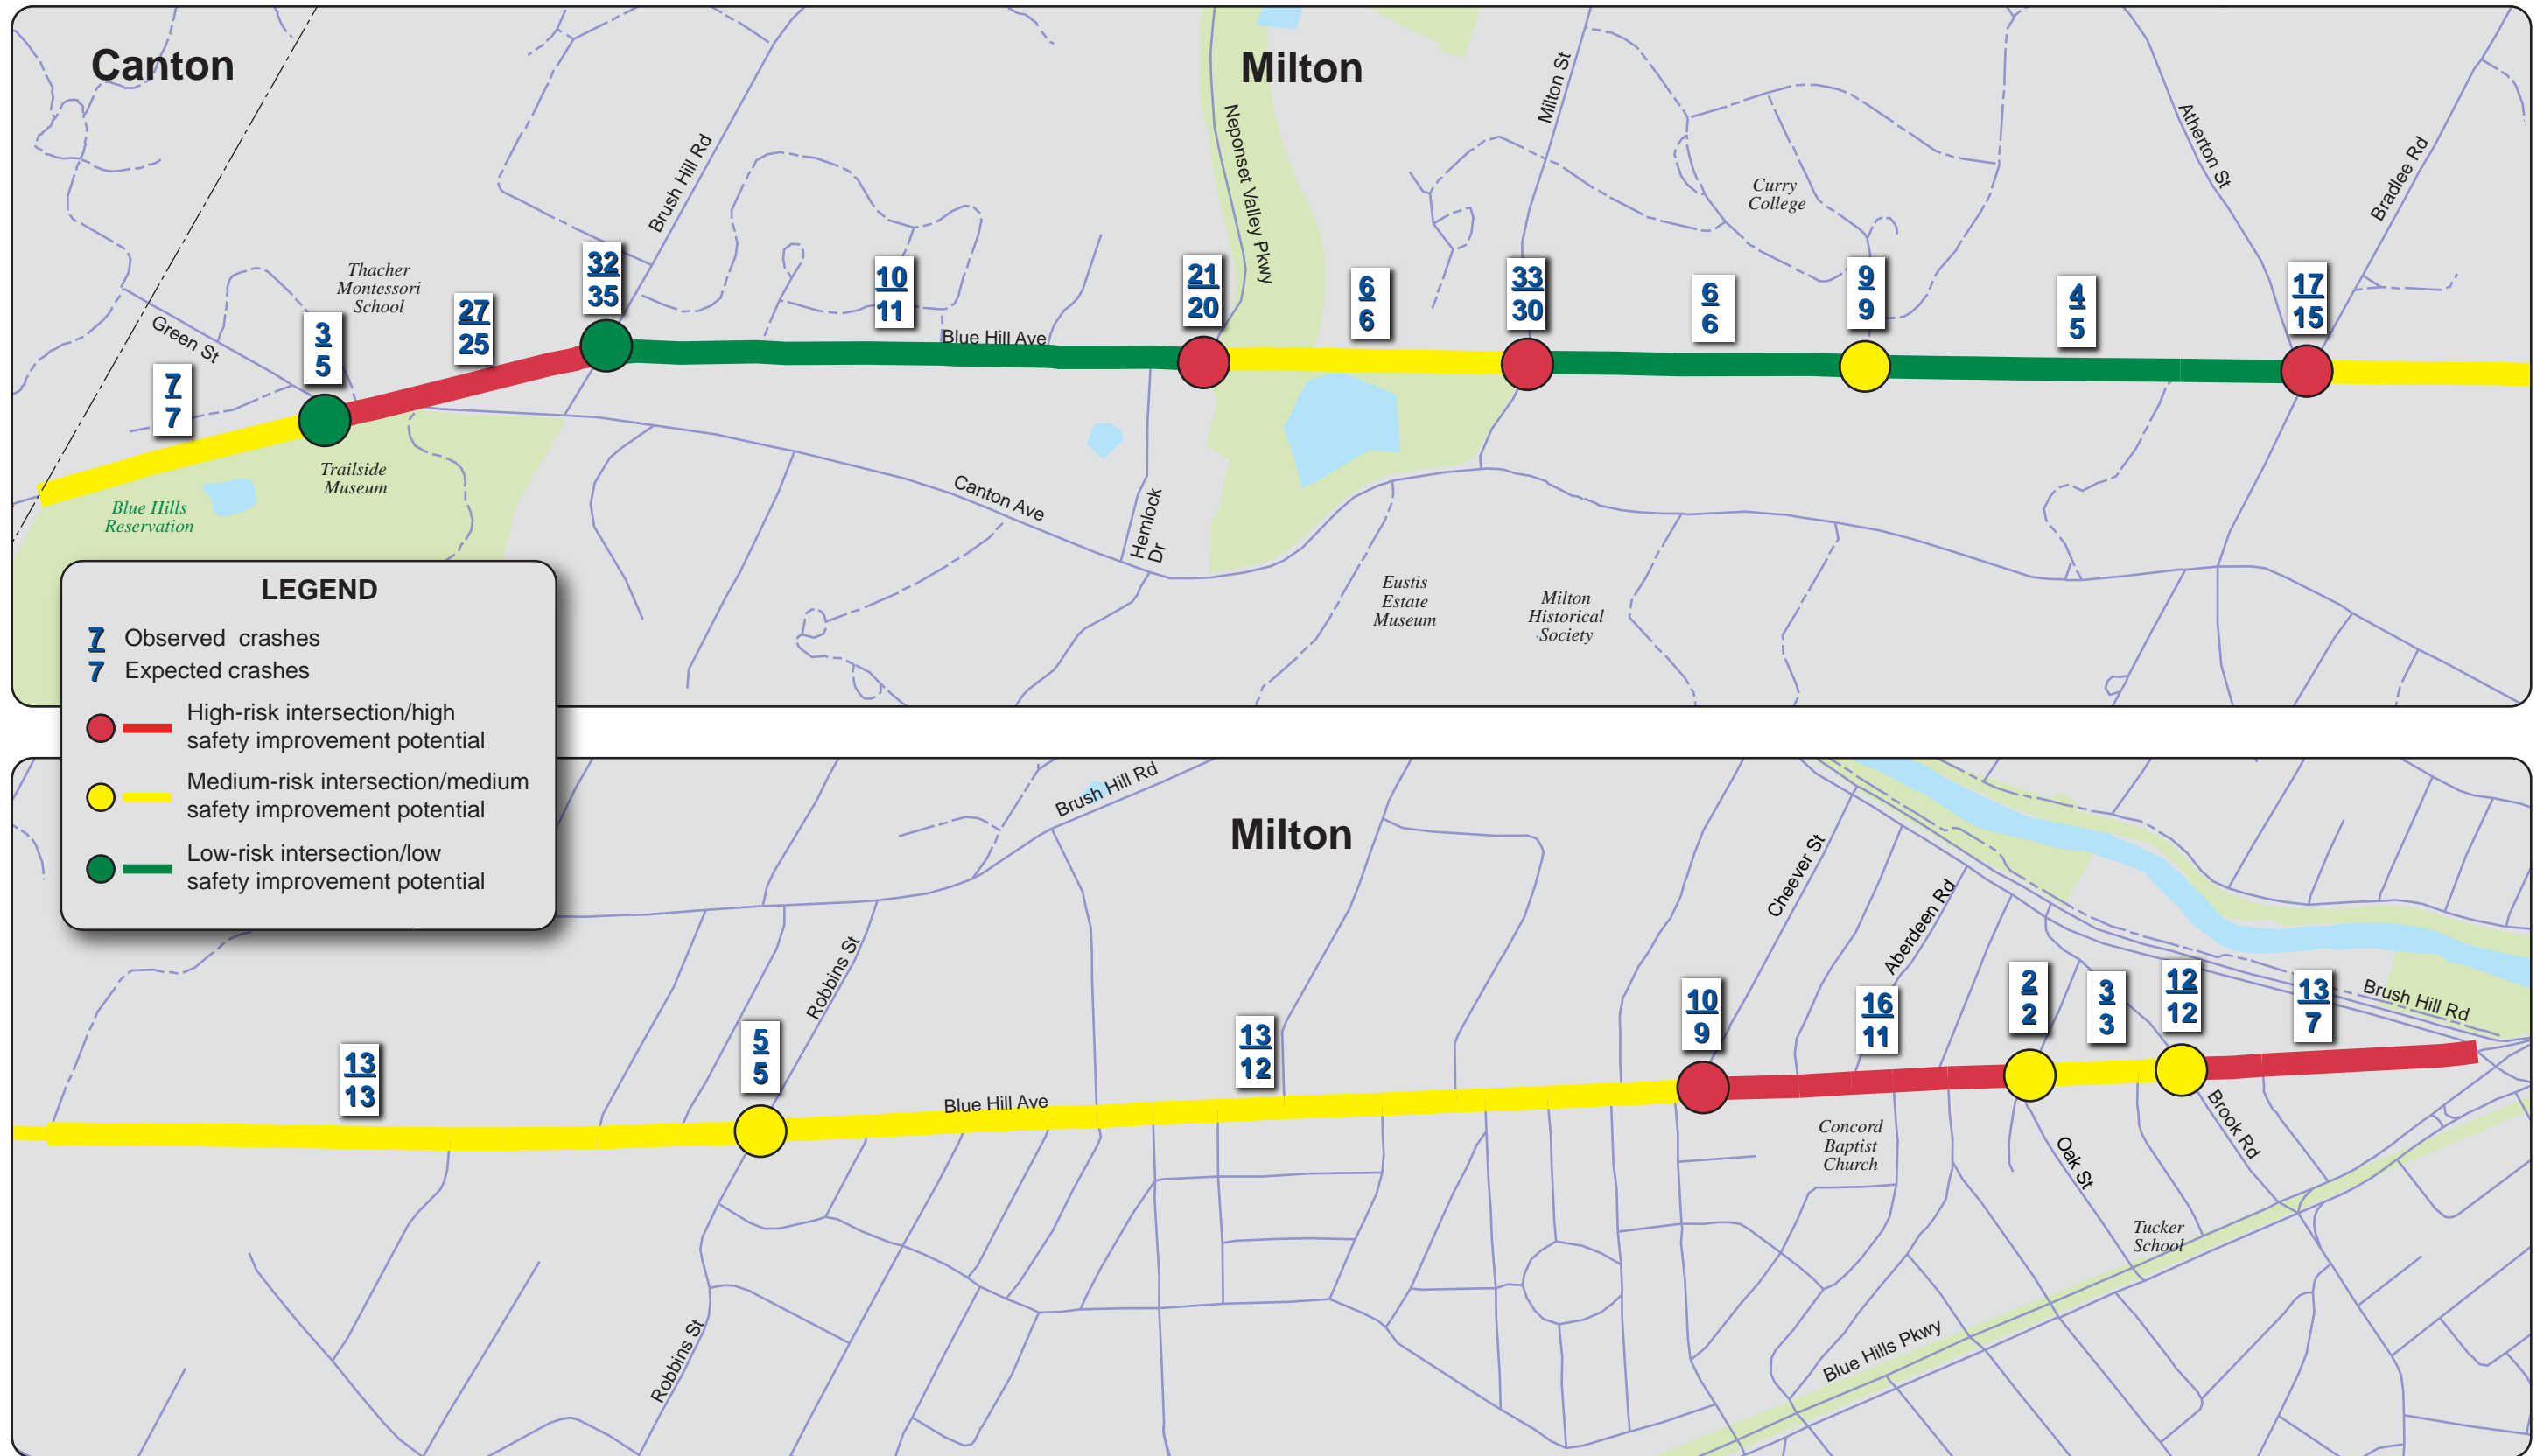 Canton
Milton
Milton St
Neponset Valley Pkwy
Atherton St
Bradlee Rd
Brush Hill Rd
Curry
College
Thacher
Montessori
School
Green St
7
7
3
5
27
25
32
35
10
11
21
20
6
6
33
30
6
6
9
9
4
5
17
15
Blue Hill Ave
Trailside
Museum
Blue Hills
Reservation
Canton Ave
Hemlock
Dr
Eustis
Estate
Museum
Milton
Historical
Society
LEGEND
7 Observed crashes
7 Expected crashes
High-risk intersection/high
safety improvement potential
Medium-risk intersection/medium
safety improvement potential
Low-risk intersection/low
safety improvement potential
Brush Hill Rd
Milton
Cheever St
Aberdeen Rd
Robbins St
Brush Hill Rd
13
13
5
5
13
12
10
9
16
11
2
2
3
3
12
12
13
7
Blue Hill Ave
Concord
Baptist
Church
Oak St
Brook Rd
Tucker
School
Robbins St
Blue Hills Pkwy